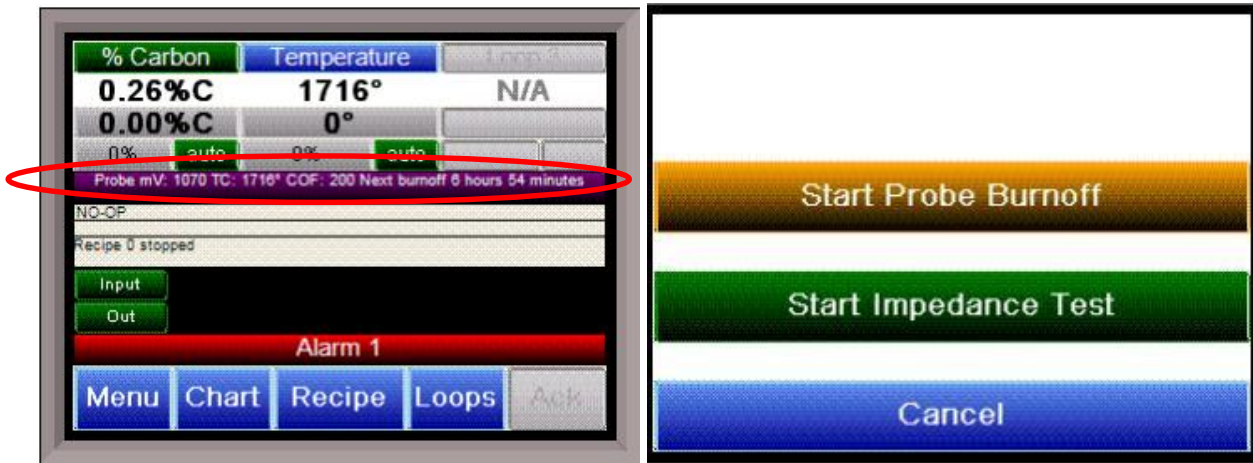 % Carbon Temperature Loop 3
0.26%C 1716° N/A
0.00%C 0°
0% auto 0% auto
Probe mV: 1070 TC: 1716° COF: 200 Next burnoff 6 hours 54 minutes
NO-OP
Recipe 0 stopped
Input
Out
Alarm 1
Menu Chart Recipe Loops Ack
Start Probe Burnoff
Start Impedance Test
Cancel